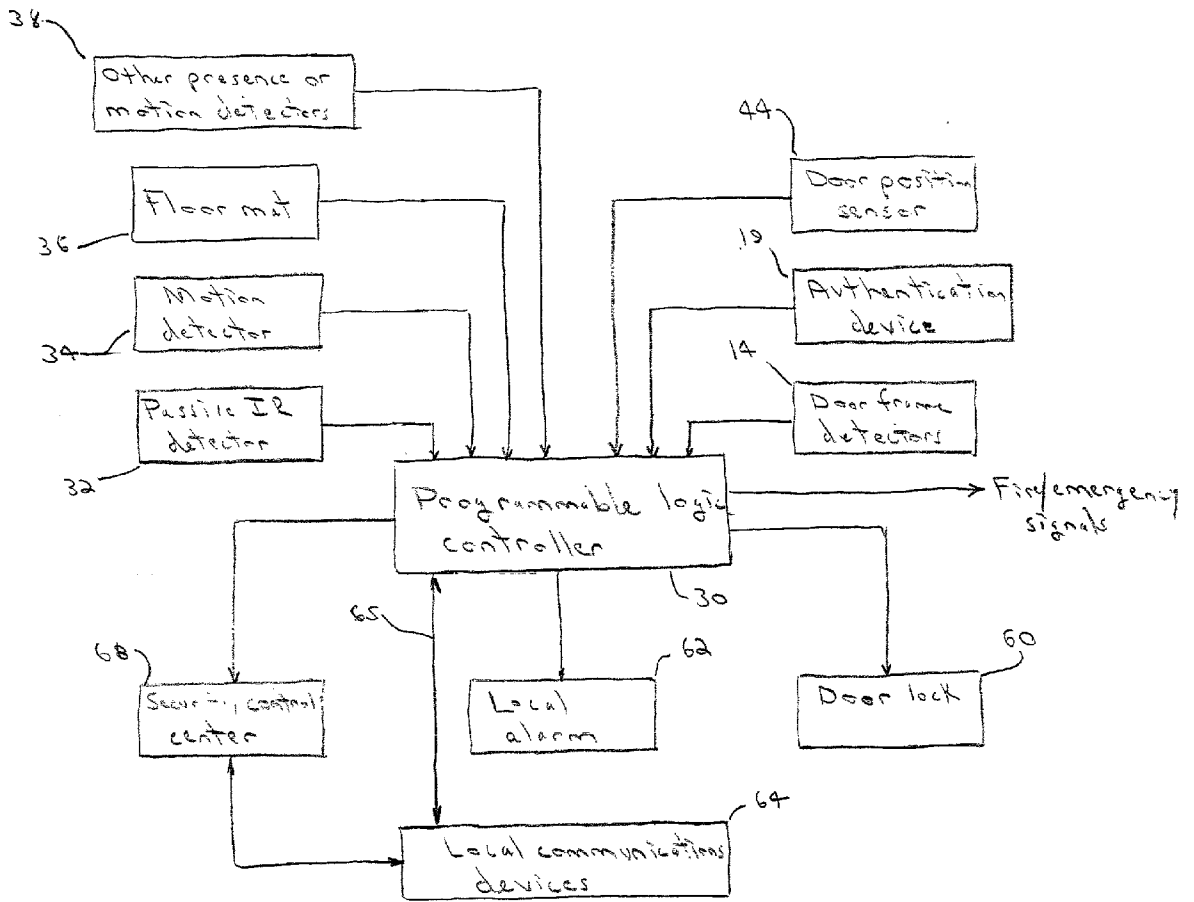 38
Other presence or
motion detectors
44
Door position
sensor
Floor mat
36
19
Authentication
device
Motion
detector
34
14
Door frame
detectors
Passive IR
detector
32
Programmable logic
controller
Fire/emergency
signals
30
65
68
Security control
center
62
Local
alarm
60
Door lock
64
Local communications
devices